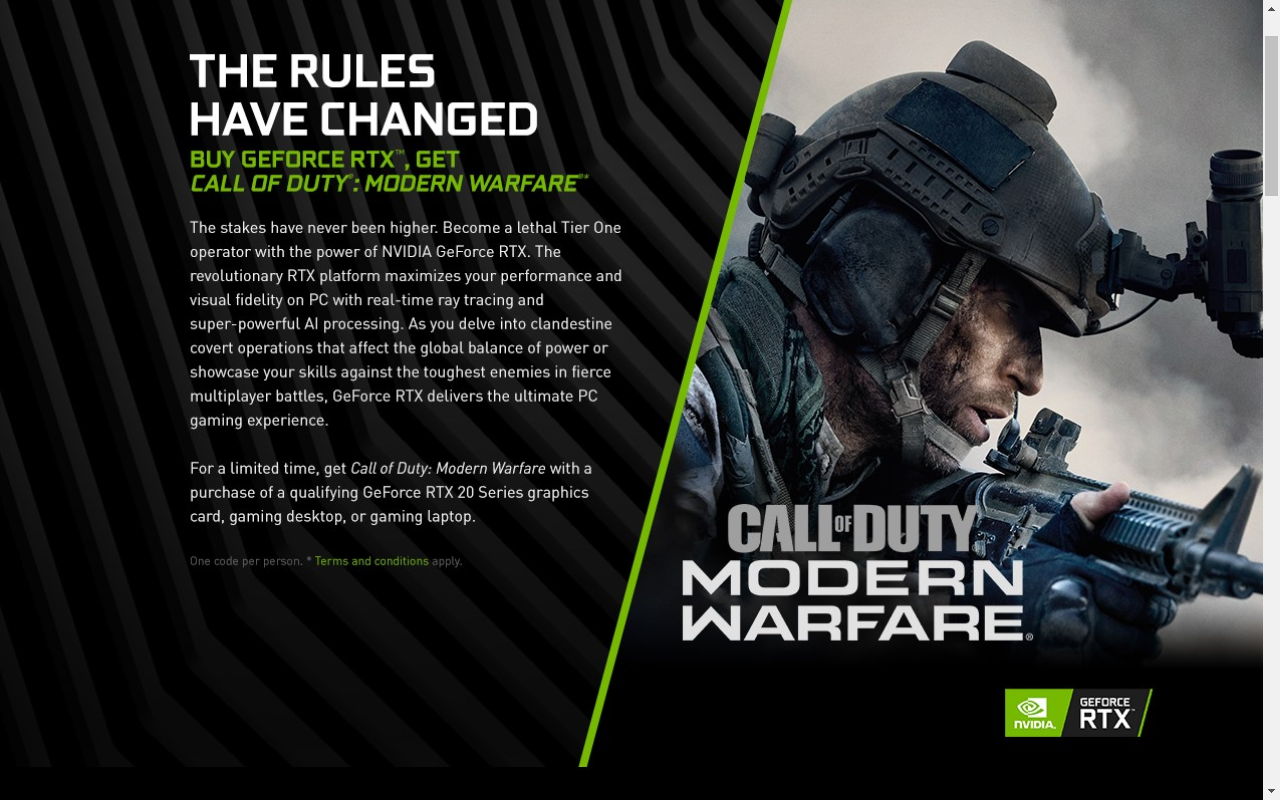 THE RULES
HAVE CHANGED
BUY GEFORCE RTX™, GET
CALL OF DUTY®: MODERN WARFARE®*
The stakes have never been higher. Become a lethal Tier One
operator with the power of NVIDIA GeForce RTX. The
revolutionary RTX platform maximizes your performance and
visual fidelity on PC with real-time ray tracing and
super-powerful AI processing. As you delve into clandestine
covert operations that affect the global balance of power or
showcase your skills against the toughest enemies in fierce
multiplayer battles, GeForce RTX delivers the ultimate PC
gaming experience.
For a limited time, get Call of Duty: Modern Warfare with a
purchase of a qualifying GeForce RTX 20 Series graphics
card, gaming desktop, or gaming laptop.
One code per person. * Terms and conditions apply.
CALL OF DUTY
MODERN
WARFARE®
NVIDIA.
GEFORCE
RTX™